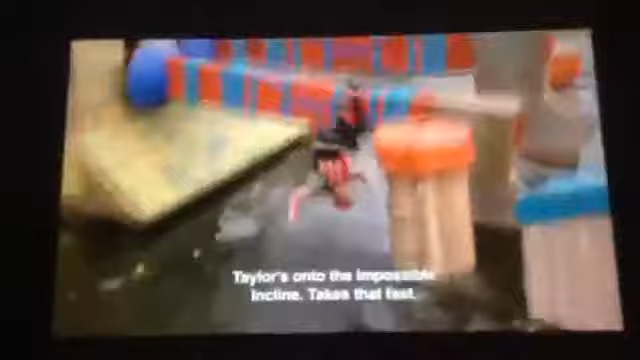 Taylor's onto the Impossible
Incline. Takes that fast.